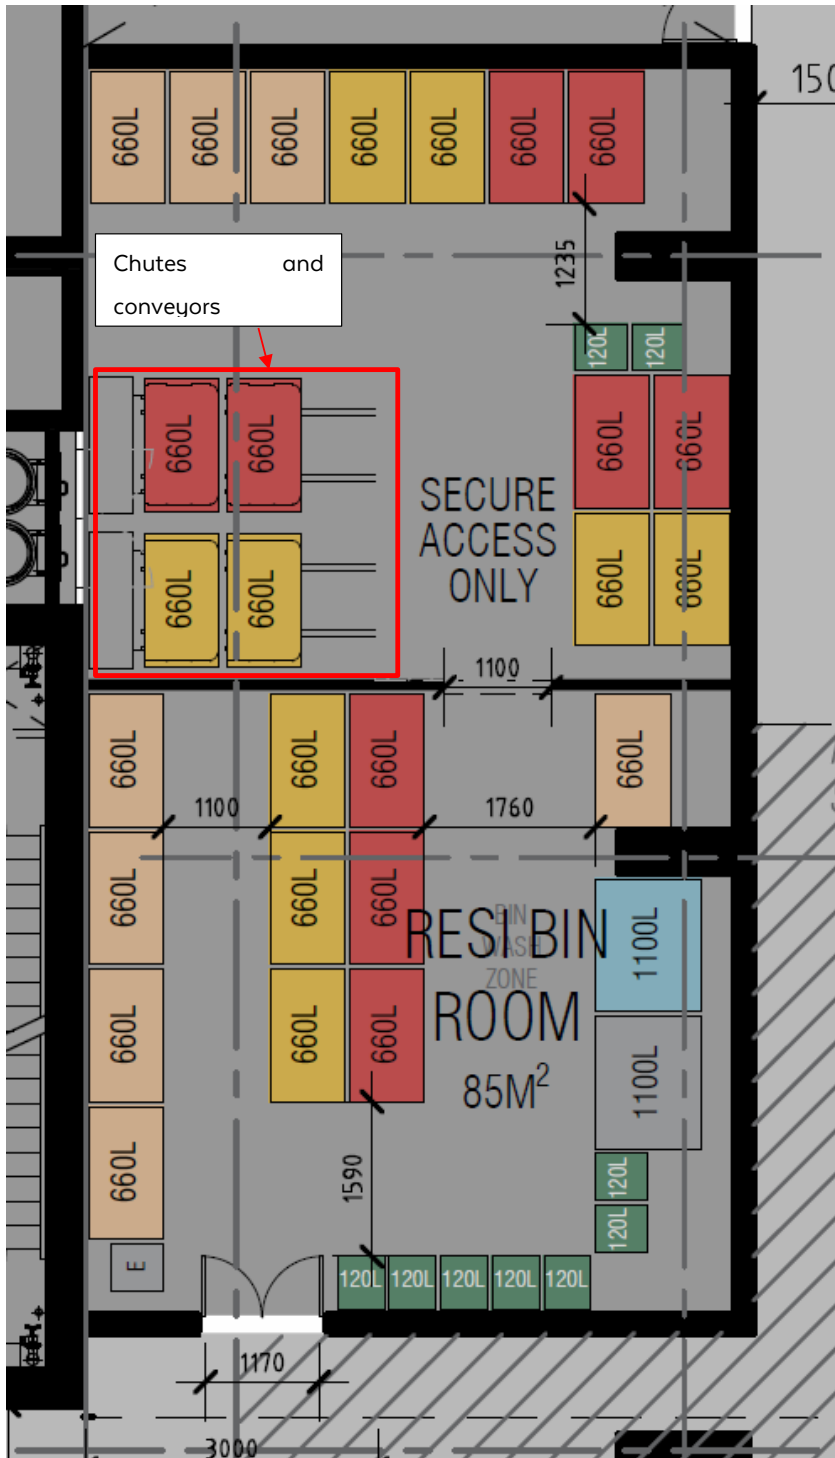 150
660L 660L 660L 660L 660L 660L 660L
Chutes and
conveyors
1235
120L 120L
660L 660L 660L 660L
SECURE
ACCESS
ONLY
660L 660L 660L 660L
1100
660L 660L 660L 660L
1100 1760
660L 660L 660L
RESI BIN
BIN
WASH
ZONE
1100L
ROOM
660L 660L 660L
85M²
1100L
660L
1590
120L
120L
E
120L 120L 120L 120L 120L
1170
3000